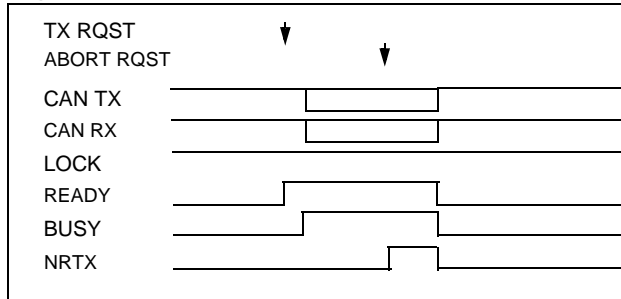 TX RQST
ABORT RQST
CAN TX
CAN RX
LOCK
READY
BUSY
NRTX